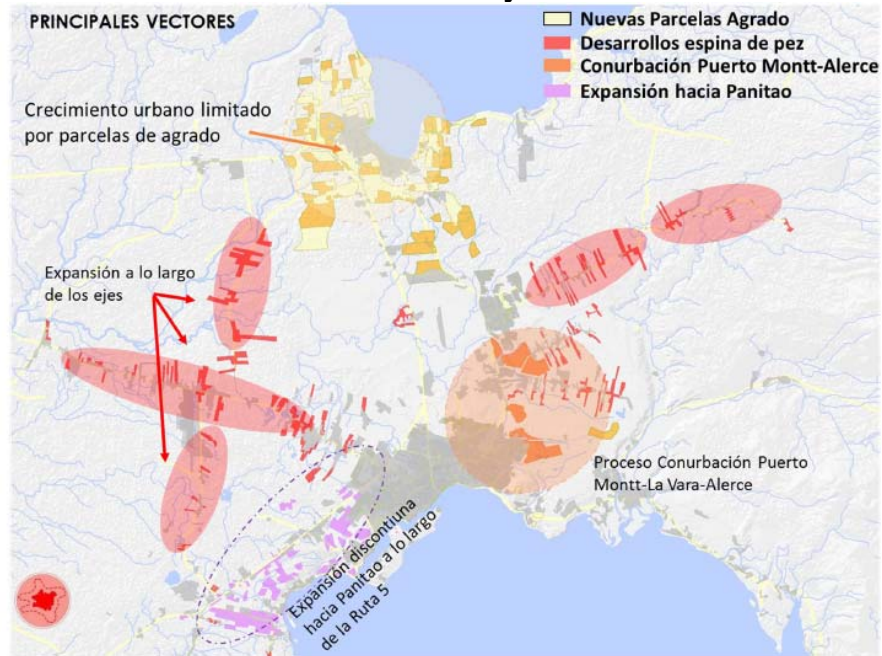 PRINCIPALES VECTORES
Nuevas Parcelas Agrado
Desarrollos espina de pez
Conurbación Puerto Montt-Alerce
Expansión hacia Panitao
Crecimiento urbano limitado
por parcelas de agrado
Expansión a lo largo
de los ejes
Proceso Conurbación Puerto
Montt-La Vara-Alerce
Expansión discontiuna
hacia Panitao a lo largo
de la Ruta 5